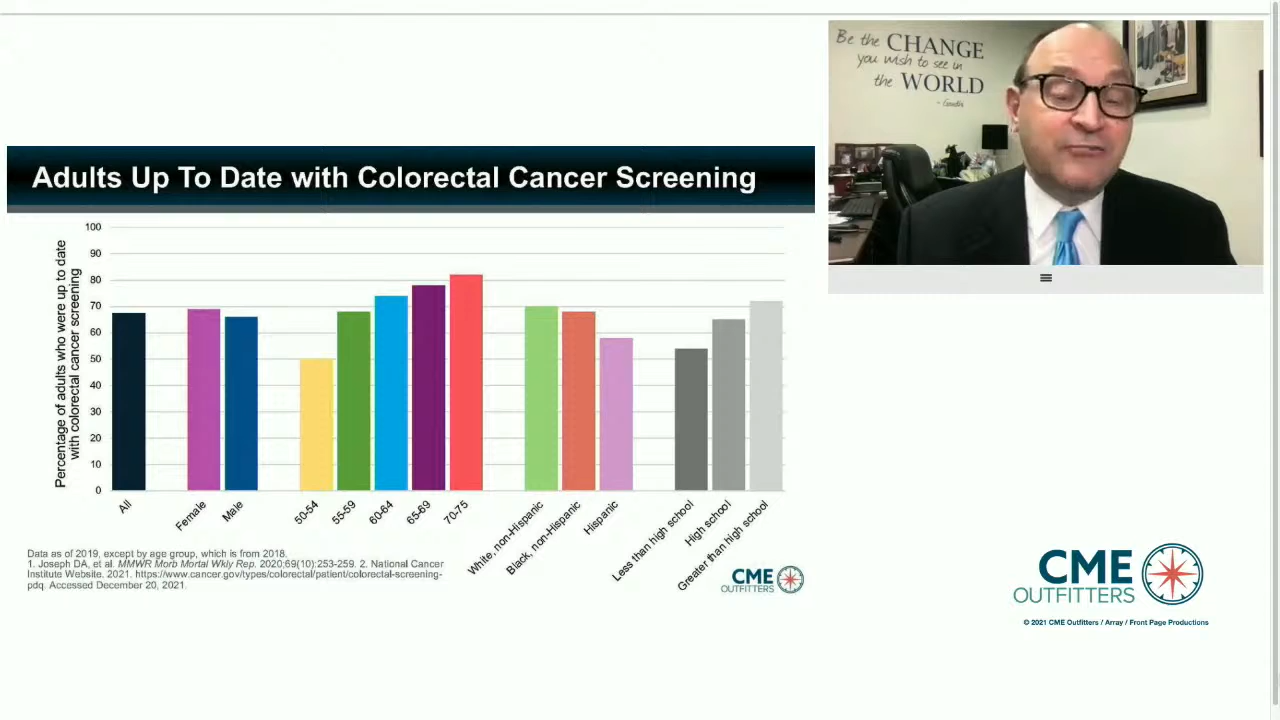 Be the CHANGE
you wish to see in
the WORLD
- Gandhi
Adults Up To Date with Colorectal Cancer Screening
Percentage of adults who were up to date
with colorectal cancer screening
100
90
80
70
60
50
40
30
20
10
0
All
Female
Male
50-54
55-59
60-64
65-69
70-75
White, non-Hispanic
Black, non-Hispanic
Hispanic
Less than high school
High school
Greater than high school
Data as of 2019, except by age group, which is from 2018.
1. Joseph DA, et al. MMWR Morb Mortal Wkly Rep. 2020;69(10):253-259. 2. National Cancer
Institute Website. 2021. https://www.cancer.gov/types/colorectal/patient/colorectal-screening-
pdq. Accessed December 20, 2021.
CME
OUTFITTERS
CME
OUTFITTERS
© 2021 CME Outfitters / Array / Front Page Productions